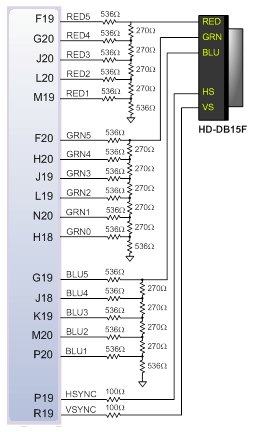 F19 RED5 536Ω RED
270Ω
G20 RED4 536Ω GRN
270Ω
J20 RED3 536Ω BLU
270Ω
L20 RED2 536Ω
270Ω
M19 RED1 536Ω HS
536Ω VS
HD-DB15F
F20 GRN5 536Ω
270Ω
H20 GRN4 536Ω
270Ω
J19 GRN3 536Ω
270Ω
L19 GRN2 536Ω
270Ω
N20 GRN1 536Ω
270Ω
H18 GRN0 536Ω
536Ω
G19 BLU5 536Ω
270Ω
J18 BLU4 536Ω
270Ω
K19 BLU3 536Ω
270Ω
M20 BLU2 536Ω
270Ω
P20 BLU1 536Ω
536Ω
P19 HSYNC 100Ω
R19 VSYNC 100Ω